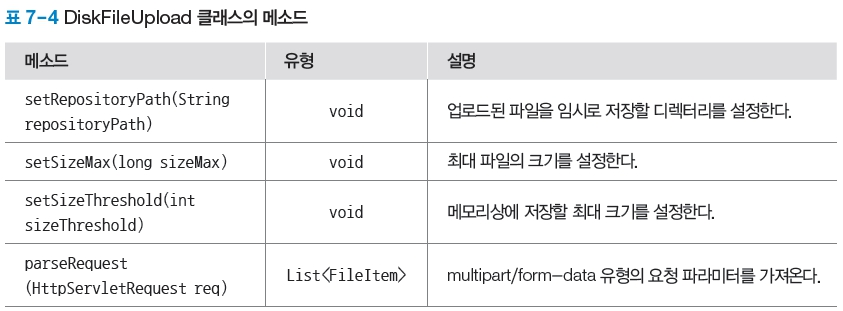 표 7-4 DiskFileUpload 클래스의 메소드
메소드 유형 설명
setRepositoryPath(String
repositoryPath)
void
업로드된 파일을 임시로 저장할 디렉터리를 설정한다.
setSizeMax(long sizeMax)
void
최대 파일의 크기를 설정한다.
setSizeThreshold(int
sizeThreshold)
void
메모리상에 저장할 최대 크기를 설정한다.
parseRequest
(HttpServletRequest req)
List<FileItem>
multipart/form-data 유형의 요청 파라미터를 가져온다.